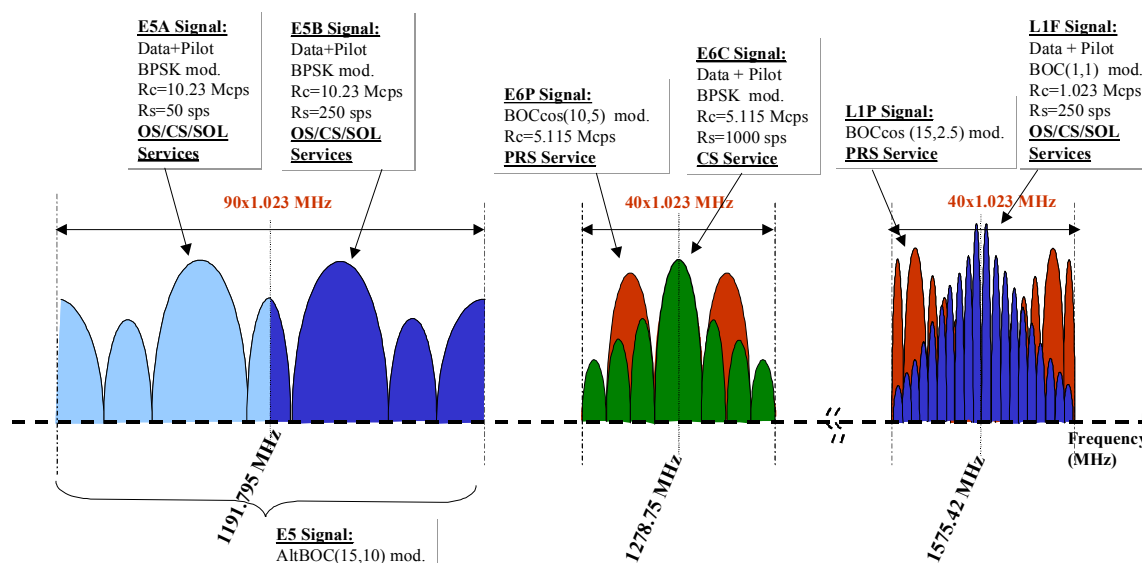 E5A Signal:
Data+Pilot
BPSK mod.
Rc=10.23 Mcps
Rs=50 sps
OS/CS/SOL
Services
E5B Signal:
Data+Pilot
BPSK mod.
Rc=10.23 Mcps
Rs=250 sps
OS/CS/SOL
Services
E6P Signal:
BOCcos(10,5) mod.
Rc=5.115 Mcps
PRS Service
E6C Signal:
Data + Pilot
BPSK mod.
Rc=5.115 Mcps
Rs=1000 sps
CS Service
L1P Signal:
BOCcos (15,2.5) mod.
PRS Service
L1F Signal:
Data + Pilot
BOC(1,1) mod.
Rc=1.023 Mcps
Rs=250 sps
OS/CS/SOL
Services
90x1.023 MHz
40x1.023 MHz
40x1.023 MHz
1191.795 MHz
1278.75 MHz
1575.42 MHz
Frequency
(MHz)
E5 Signal:
AltBOC(15,10) mod.